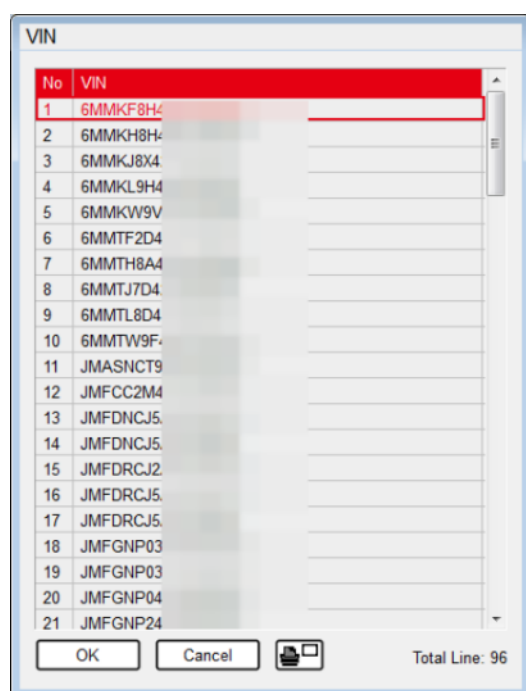 VIN
No VIN
1 6MMKF8H4
2 6MMKH8H4
3 6MMKJ8X4
4 6MMKL9H4
5 6MMKW9V
6 6MMTF2D4
7 6MMTH8A4
8 6MMTJ7D4
9 6MMTL8D4
10 6MMTW9F
11 JMASNCT9
12 JMFCC2M4
13 JMFDNCJ5
14 JMFDNCJ5
15 JMFDRCJ2
16 JMFDRCJ5
17 JMFDRCJ5
18 JMFGNP03
19 JMFGNP03
20 JMFGNP04
21 JMFGNP24
OK Cancel Total Line: 96